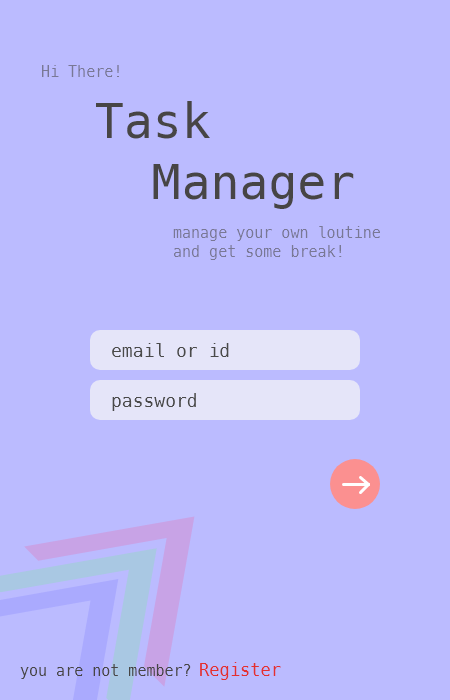 Hi There!
Task
Manager
manage your own loutine
and get some break!
email or id
password
you are not member? Register